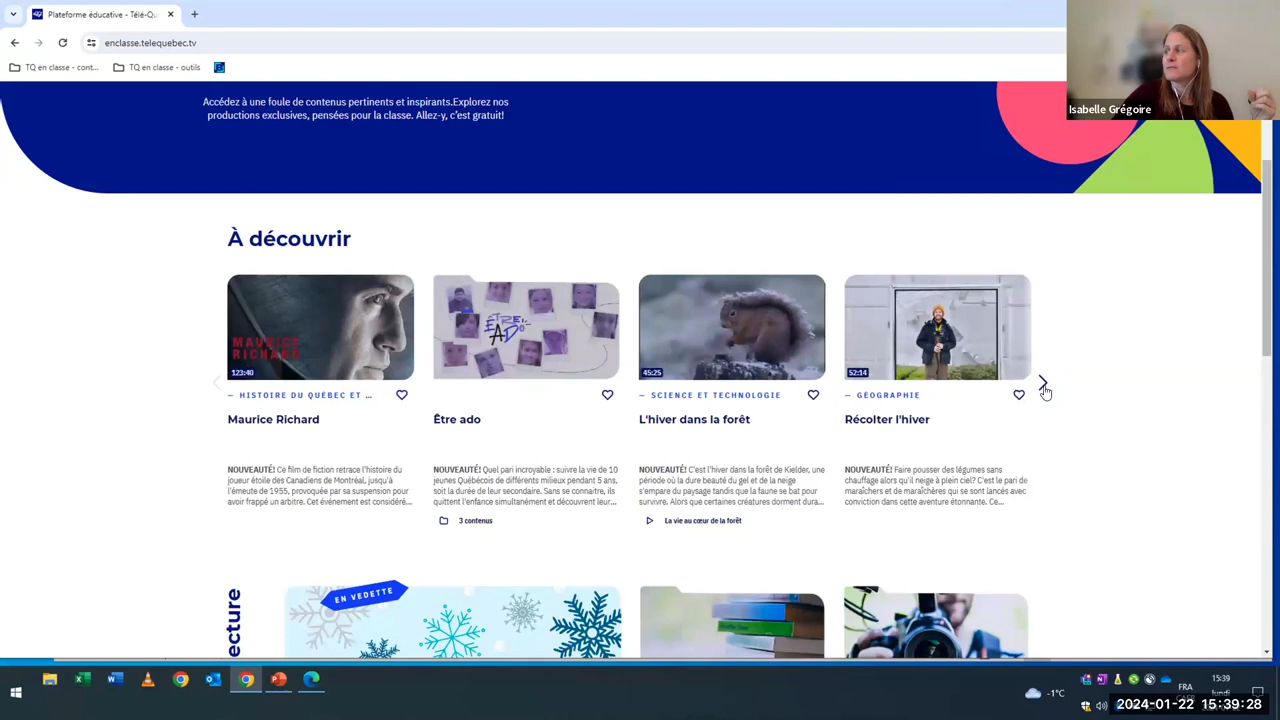 Plateforme éducative - Télé-Qu
enclasse.telequebec.tv
TQ en classe - cont...
TQ en classe - outils
Isabelle Grégoire
Accédez à une foule de contenus pertinents et inspirants.Explorez nos
productions exclusives, pensées pour la classe. Allez-y, c'est gratuit!
À découvrir
MAURICE
RICHARD
123:40
ÊTRE
ADO
45:25
52:14
— HISTOIRE DU QUÉBEC ET ...
Maurice Richard
NOUVEAUTÉ! Ce film de fiction retrace l'histoire du
joueur étoile des Canadiens de Montréal, jusqu'à
l'émeute de 1955, provoquée par sa suspension pour
avoir frappé un arbitre. Cet événement est considéré...
Être ado
NOUVEAUTÉ! Quel pari incroyable : suivre la vie de 10
jeunes Québécois de différents milieux pendant 5 ans,
soit la durée de leur secondaire. Sans se connaître, ils
quittent l'enfance simultanément et découvrent leur...
3 contenus
— SCIENCE ET TECHNOLOGIE
L'hiver dans la forêt
NOUVEAUTÉ! C'est l'hiver dans la forêt de Kielder, une
période où la dure beauté du gel et de la neige
s'empare du paysage tandis que la faune se bat pour
survivre. Alors que certaines créatures dorment dura...
La vie au cœur de la forêt
— GÉOGRAPHIE
Récolter l'hiver
NOUVEAUTÉ! Faire pousser des légumes sans
chauffage alors qu'il neige à plein ciel? C'est le pari de
maraîchers et de maraîchères qui se sont lancés avec
conviction dans cette aventure étonnante. Ce...
ecture
EN VEDETTE
-1°C
FRA
CAFR
15:39
lundi
2024-01-22 15:39:28